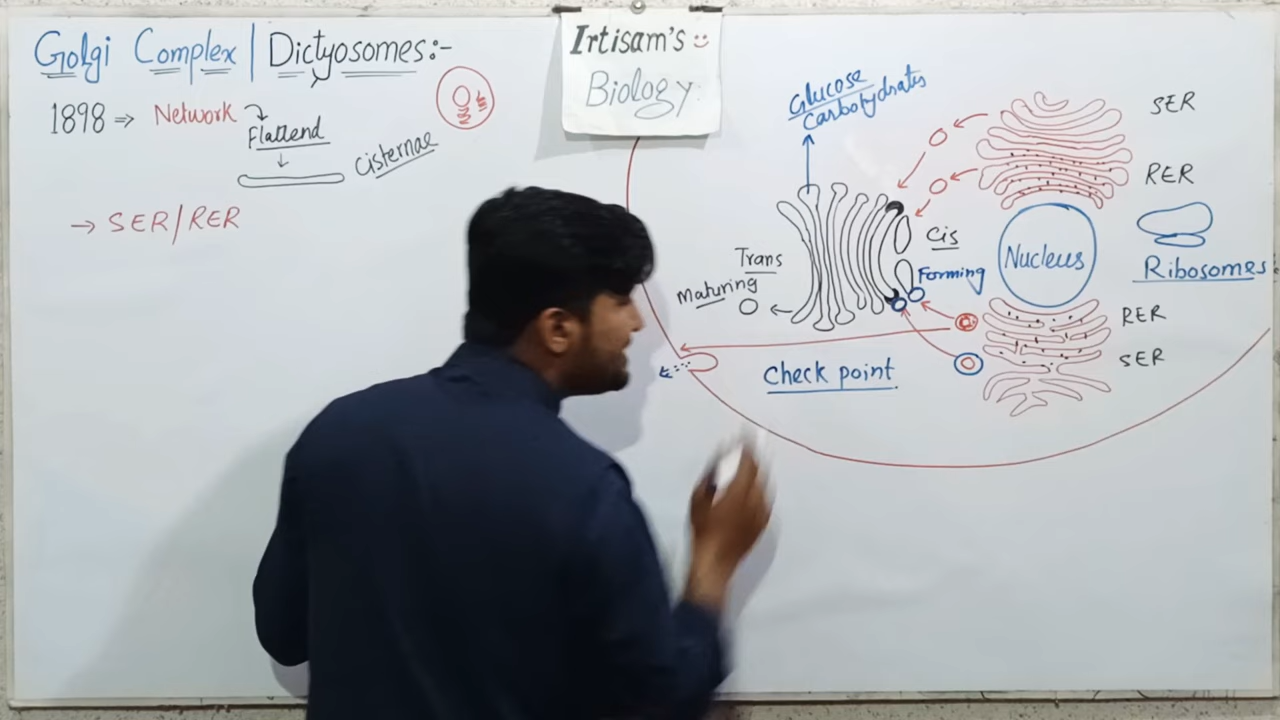 Golgi Complex | Dictyosomes:-
1898 ⇒ Network
Flattend
Cisternae
→ SER/RER
Irtisam's
Biology
Glucose
Carbohydrates
SER
RER
Cis
Forming
Trans
Maturing
Nucleus
Ribosomes
RER
SER
Check point